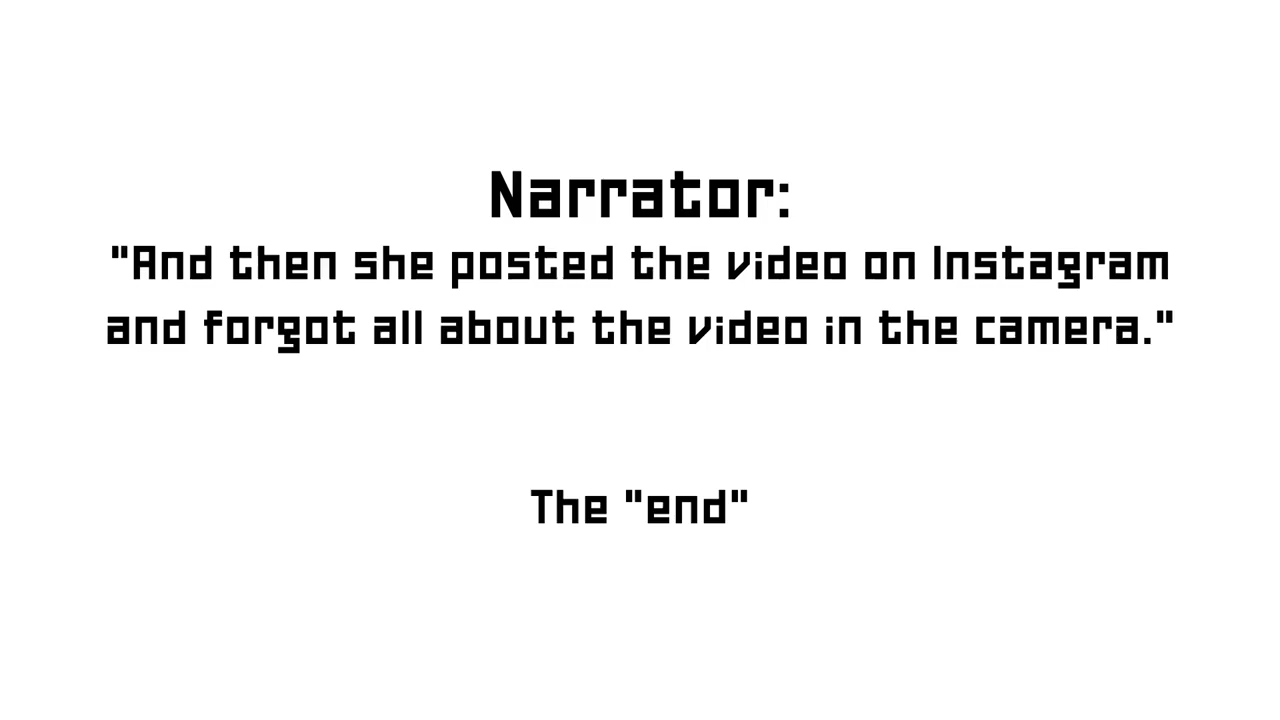 Narrator:
"And then she posted the video on Instagram
and forgot all about the video in the camera."
The "end"